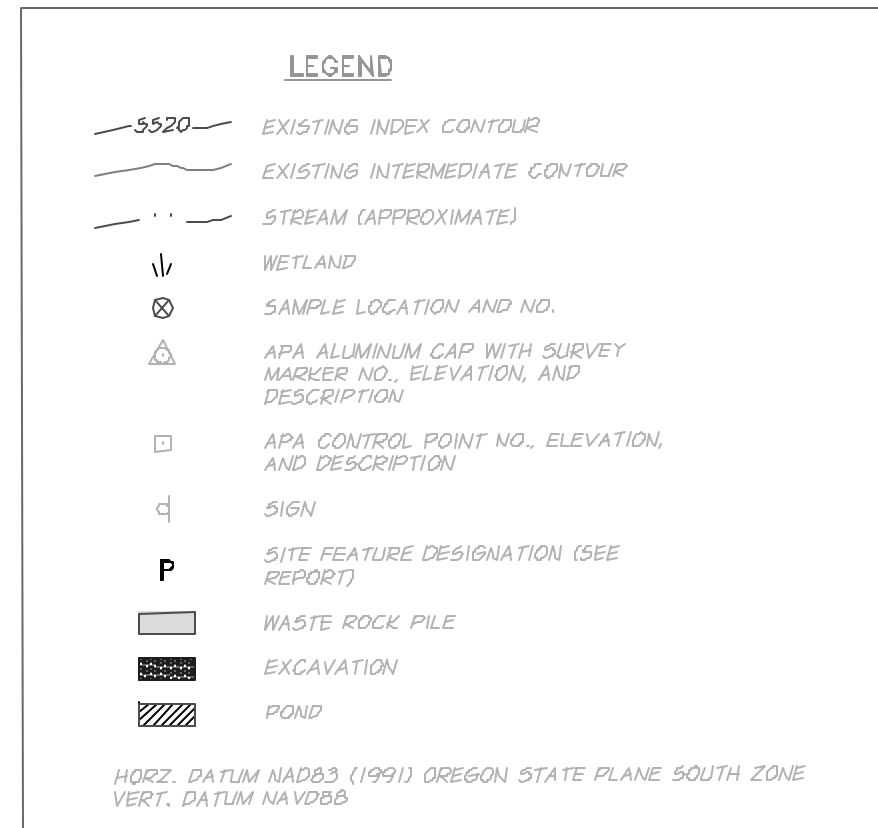 LEGEND
5520 EXISTING INDEX CONTOUR
EXISTING INTERMEDIATE CONTOUR
STREAM (APPROXIMATE)
WETLAND
SAMPLE LOCATION AND NO.
APA ALUMINUM CAP WITH SURVEY
MARKER NO., ELEVATION, AND
DESCRIPTION
APA CONTROL POINT NO., ELEVATION,
AND DESCRIPTION
SIGN
P SITE FEATURE DESIGNATION (SEE
REPORT)
WASTE ROCK PILE
EXCAVATION
POND
HORZ. DATUM NAD83 (1991) OREGON STATE PLANE SOUTH ZONE
VERT. DATUM NAVD88